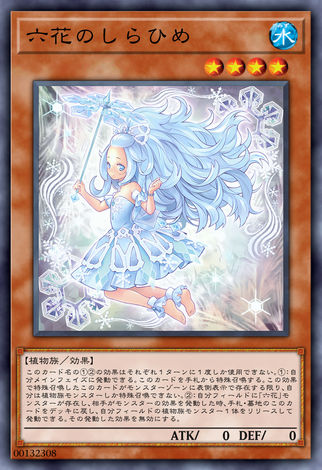 六花のしらひめ
水
【植物族／効果】
このカード名の①②の効果はそれぞれ１ターンに１度しか使用できない。①：自
分メインフェイズに発動できる。このカードを手札から特殊召喚する。この効果
で特殊召喚したこのカードがモンスターゾーンに表側表示で存在する限り、自
分は植物族モンスターしか特殊召喚できない。②：自分フィールドに「六花」モ
ンスターが存在し、相手がモンスターの効果を発動した時、手札・墓地のこのカ
ードをデッキに戻し、自分フィールドの植物族モンスター１体をリリースして
発動できる。その発動した効果を無効にする。
ATK/ 0 DEF/ 0
00132308